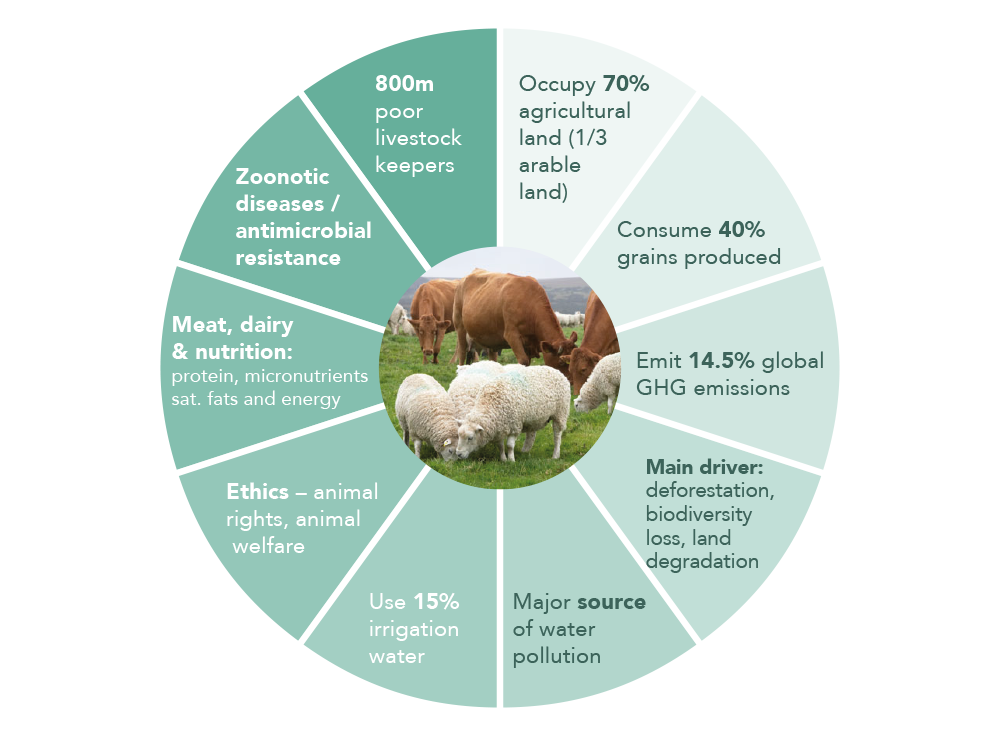 800m
poor
livestock
keepers
Occupy 70%
agricultural
land (1/3
arable
land)
Consume 40%
grains produced
Emit 14.5% global
GHG emissions
Main driver:
deforestation,
biodiversity
loss, land
degradation
Major source
of water
pollution
Use 15%
irrigation
water
Ethics – animal
rights, animal
welfare
Meat, dairy
& nutrition:
protein, micronutrients
sat. fats and energy
Zoonotic
diseases /
antimicrobial
resistance